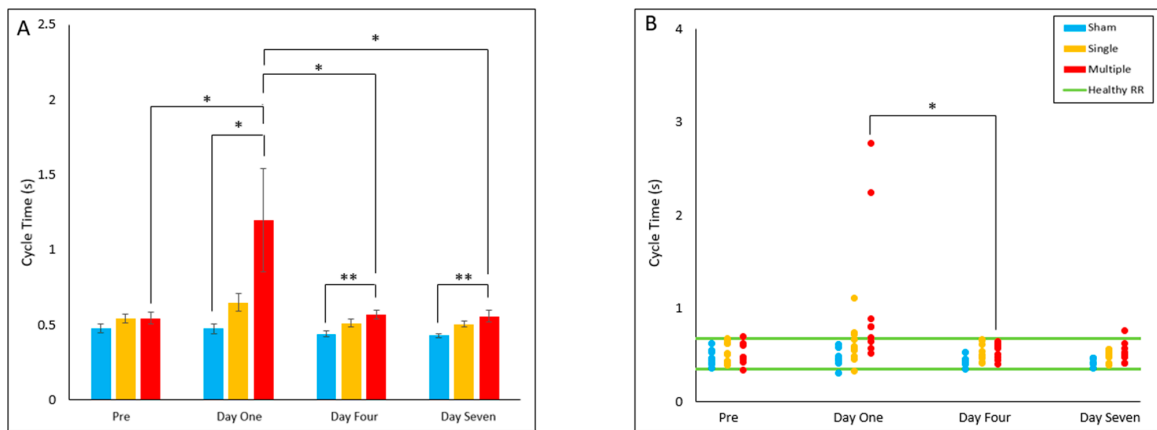 A
2.5
2
1.5
1
0.5
0
Cycle Time (s)
*
*
*
*
**
**
Pre Day One Day Four Day Seven
B
4
3
2
1
0
Cycle Time (s)
Sham
Single
Multiple
Healthy RR
*
Pre Day One Day Four Day Seven